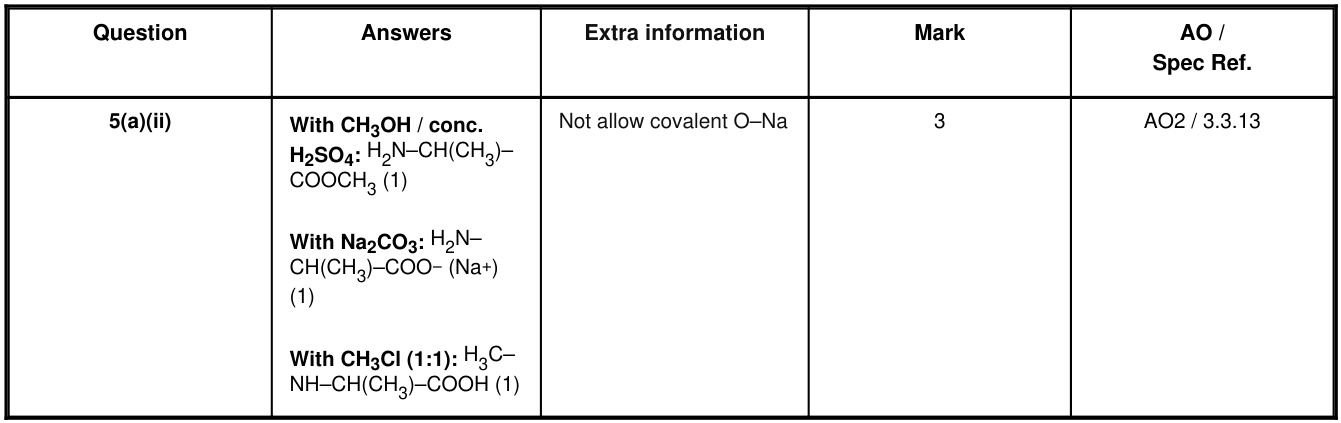 Question Answers Extra information Mark AO /
Spec Ref.
5(a)(ii) With CH₃OH / conc. Not allow covalent O–Na 3 AO2 / 3.3.13
H₂SO₄: H₂N–CH(CH₃)–
COOCH₃ (1)
With Na₂CO₃: H₂N–
CH(CH₃)–COO⁻ (Na⁺)
(1)
With CH₃Cl (1:1): H₃C–
NH–CH(CH₃)–COOH (1)